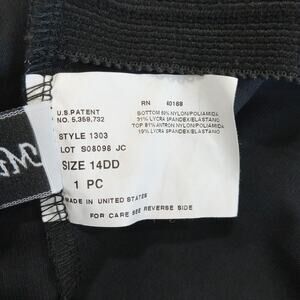 U.S.PATENT
NO. 5,359,732
STYLE 1303
LOT S08098 JC
SIZE 14DD
1 PC
MADE IN UNITED STATES
FOR CARE SEE REVERSE SIDE
RN 40168
BOTTOM 69% NYLON/POLIAMIDA
31% LYCRA SPANDEX/ELASTANO
TOP 81% ANTRON NYLON/POLIAMIDA
19% LYCRA SPANDEX/ELASTANO